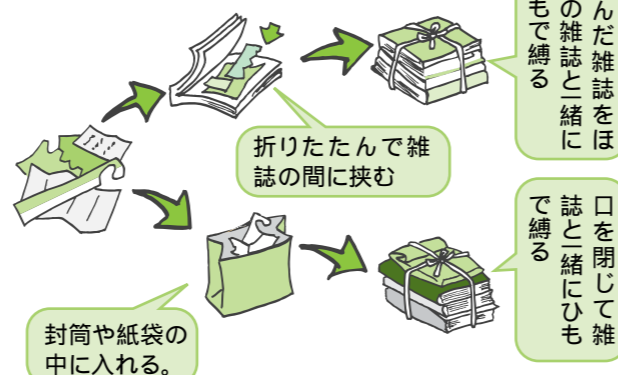 んだ雑誌をほ
の雑誌と一緒に
もで縛る
折りたたんで雑
誌の間に挟む
口を閉じて雑
誌と一緒にひも
で縛る
封筒や紙袋の
中に入れる。